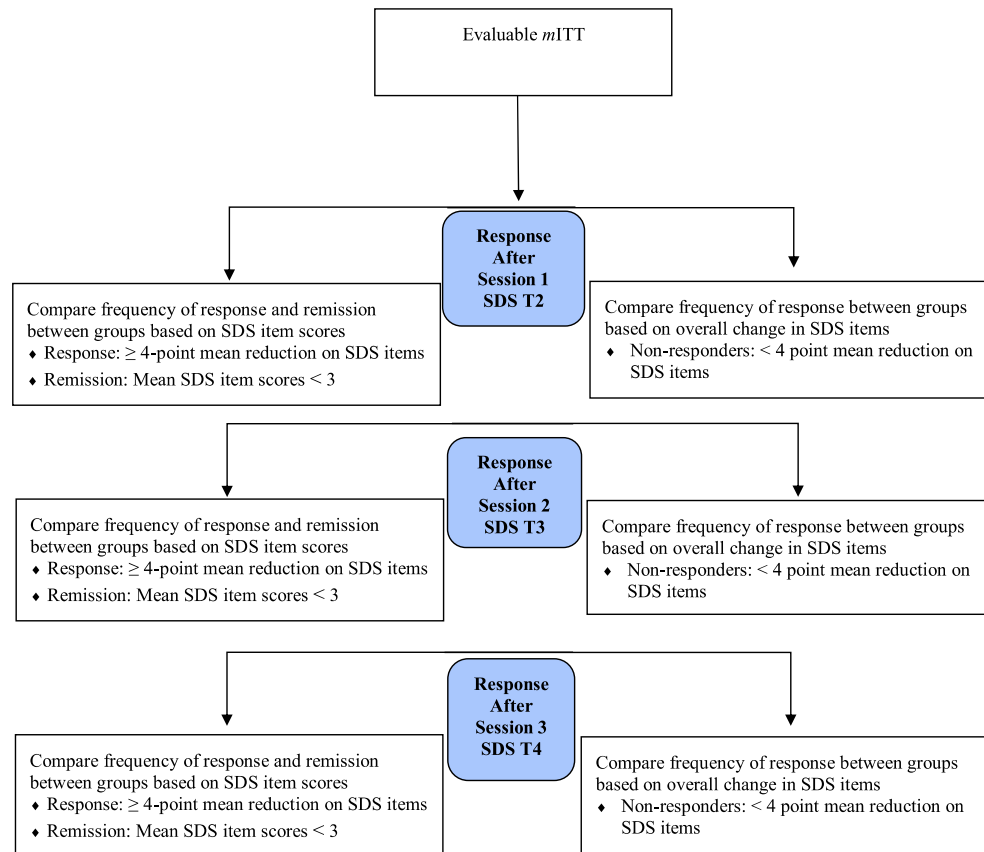 Evaluable mITT
Response
After
Session 1
SDS T2
Compare frequency of response and remission
between groups based on SDS item scores
♦ Response: ≥ 4-point mean reduction on SDS items
♦ Remission: Mean SDS item scores < 3
Compare frequency of response between groups
based on overall change in SDS items
♦ Non-responders: < 4 point mean reduction on
SDS items
Response
After
Session 2
SDS T3
Compare frequency of response and remission
between groups based on SDS item scores
♦ Response: ≥ 4-point mean reduction on SDS items
♦ Remission: Mean SDS item scores < 3
Compare frequency of response between groups
based on overall change in SDS items
♦ Non-responders: < 4 point mean reduction on
SDS items
Response
After
Session 3
SDS T4
Compare frequency of response and remission
between groups based on SDS item scores
♦ Response: ≥ 4-point mean reduction on SDS items
♦ Remission: Mean SDS item scores < 3
Compare frequency of response between groups
based on overall change in SDS items
♦ Non-responders: < 4 point mean reduction on
SDS items